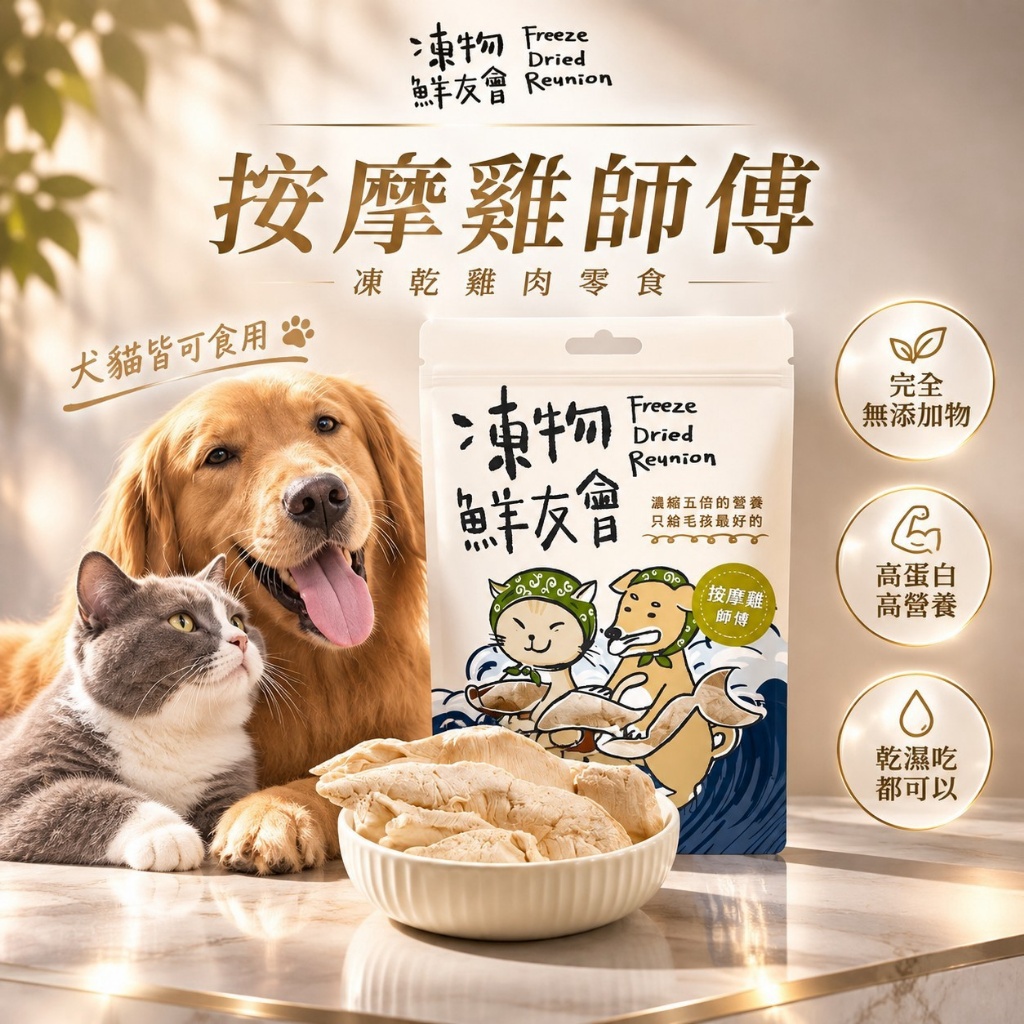 凍物 Freeze
Dried
鮮友會 Reunion
按摩雞師傅
凍乾雞肉零食
犬貓皆可食用
凍物 Freeze
Dried
鮮友會 Reunion
濃縮五倍的營養
只給毛孩最好的
按摩雞
師傅
完全
無添加物
高蛋白
高營養
乾濕吃
都可以